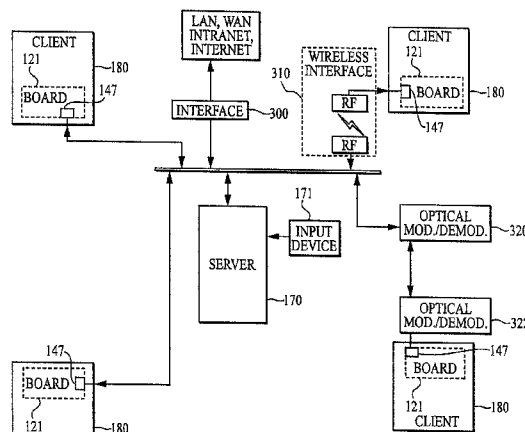 CLIENT
121
BOARD
147
180
LAN, WAN
INTRANET,
INTERNET
INTERFACE
300
WIRELESS
INTERFACE
310
RF
RF
CLIENT
121
BOARD
147
180
171
INPUT
DEVICE
SERVER
170
OPTICAL
MOD./DEMOD.
320
OPTICAL
MOD./DEMOD.
322
147
BOARD
121
180
CLIENT
147
BOARD
121
180